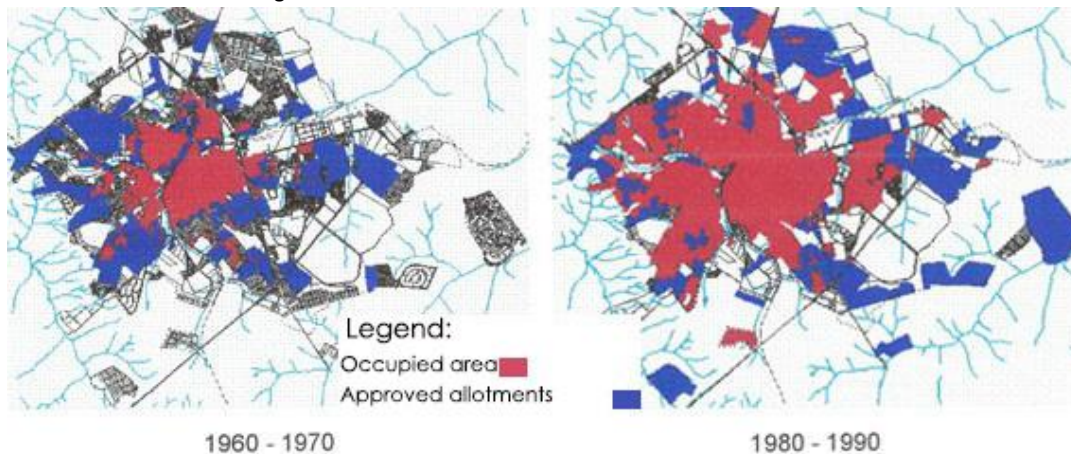 Legend:
Occupied area
Approved allotments
1960 - 1970
1980 - 1990